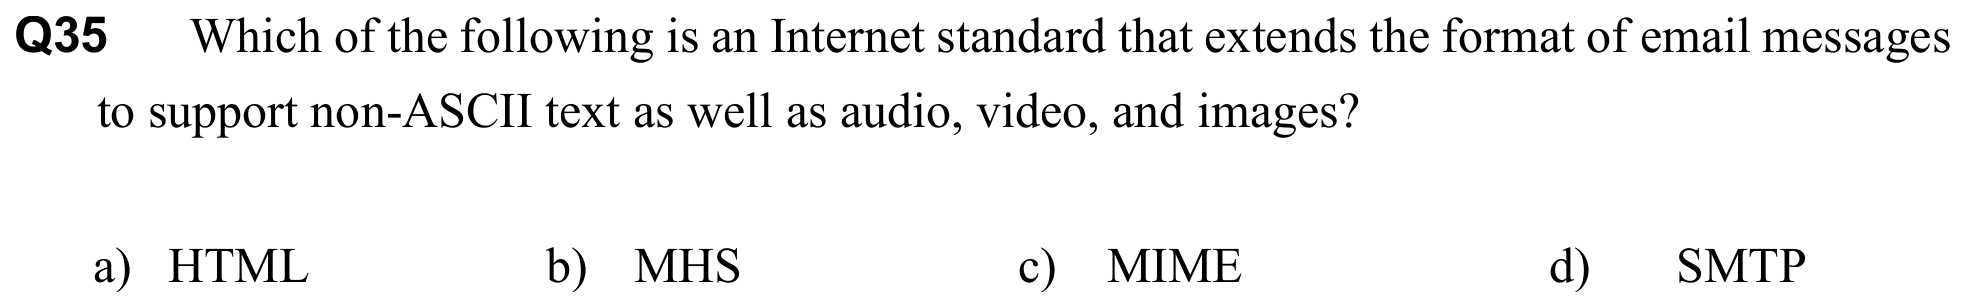 Q35 Which of the following is an Internet standard that extends the format of email messages
to support non-ASCII text as well as audio, video, and images?
a) HTML b) MHS c) MIME d) SMTP